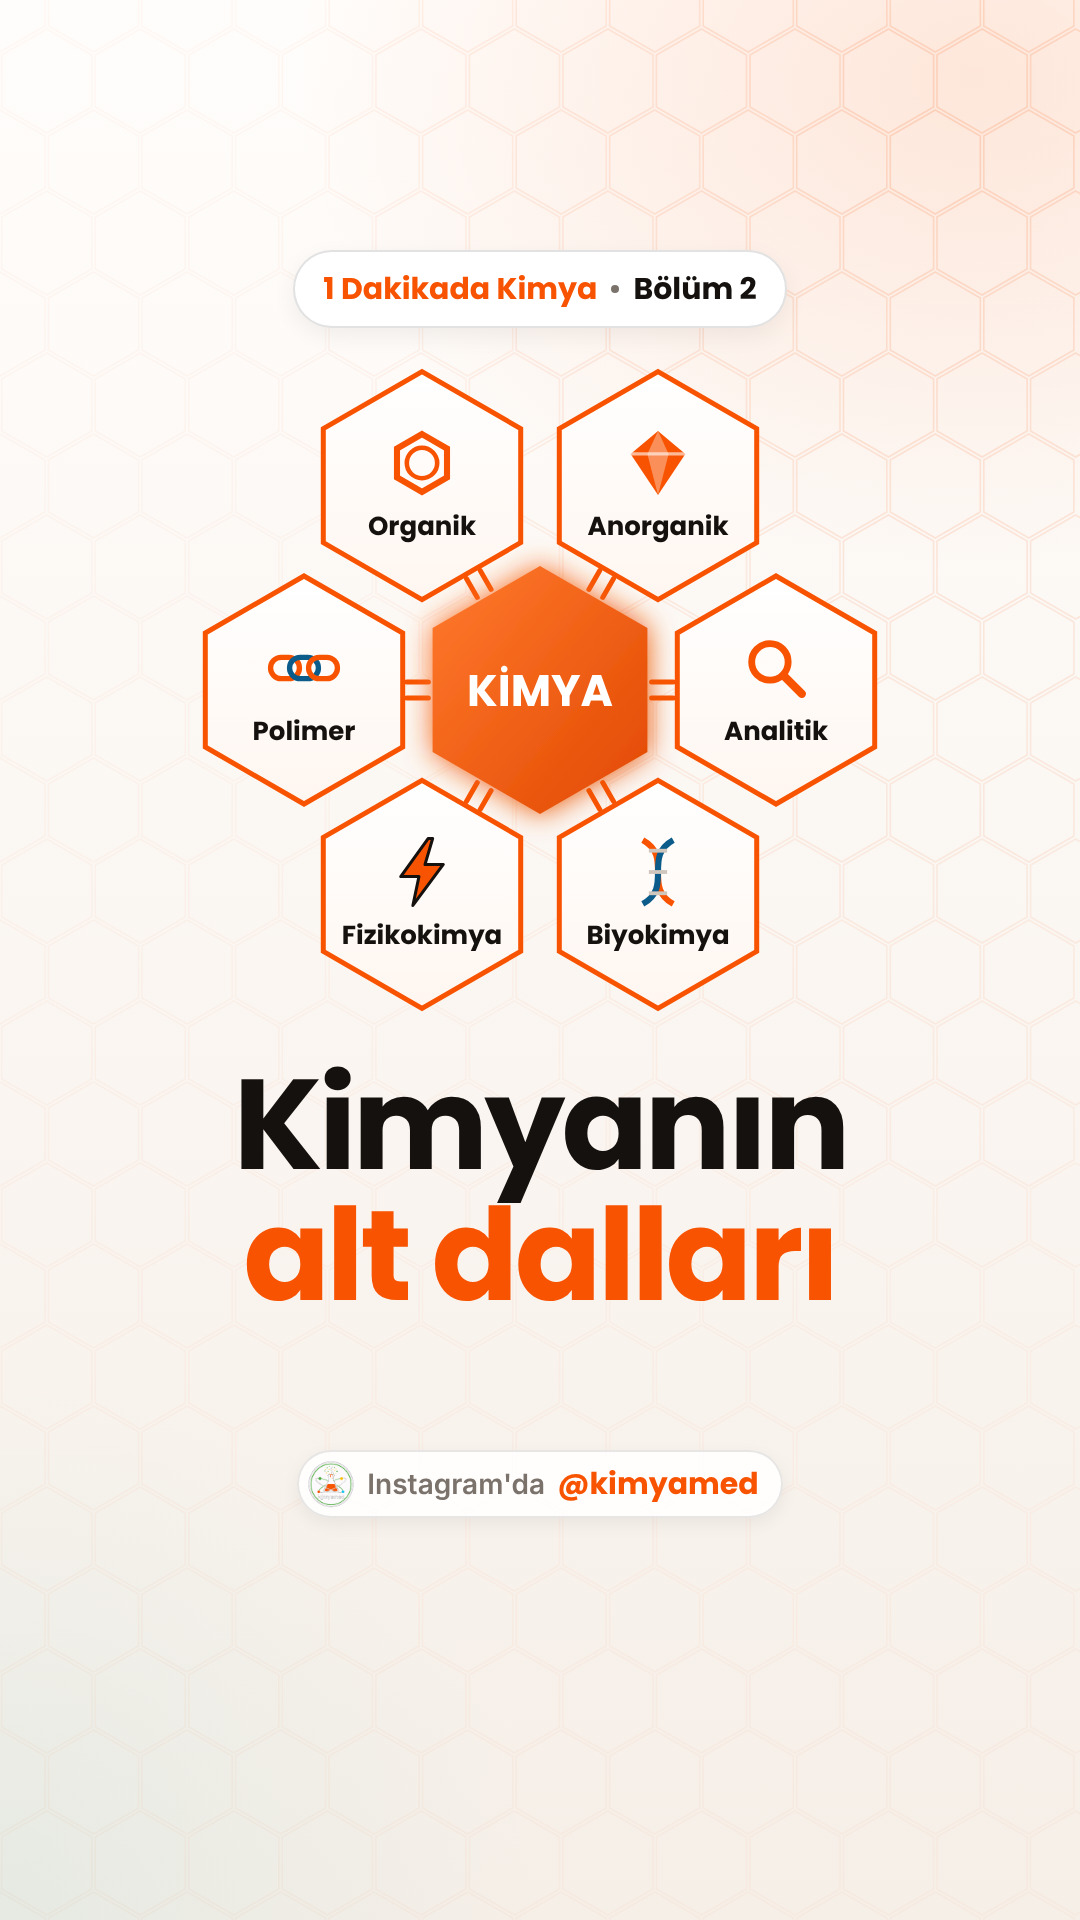 1 Dakikada Kimya • Bölüm 2
Organik
Anorganik
Polimer
KİMYA
Analitik
Fizikokimya
Biyokimya
Kimyanın
alt dalları
Instagram'da @kimyamed